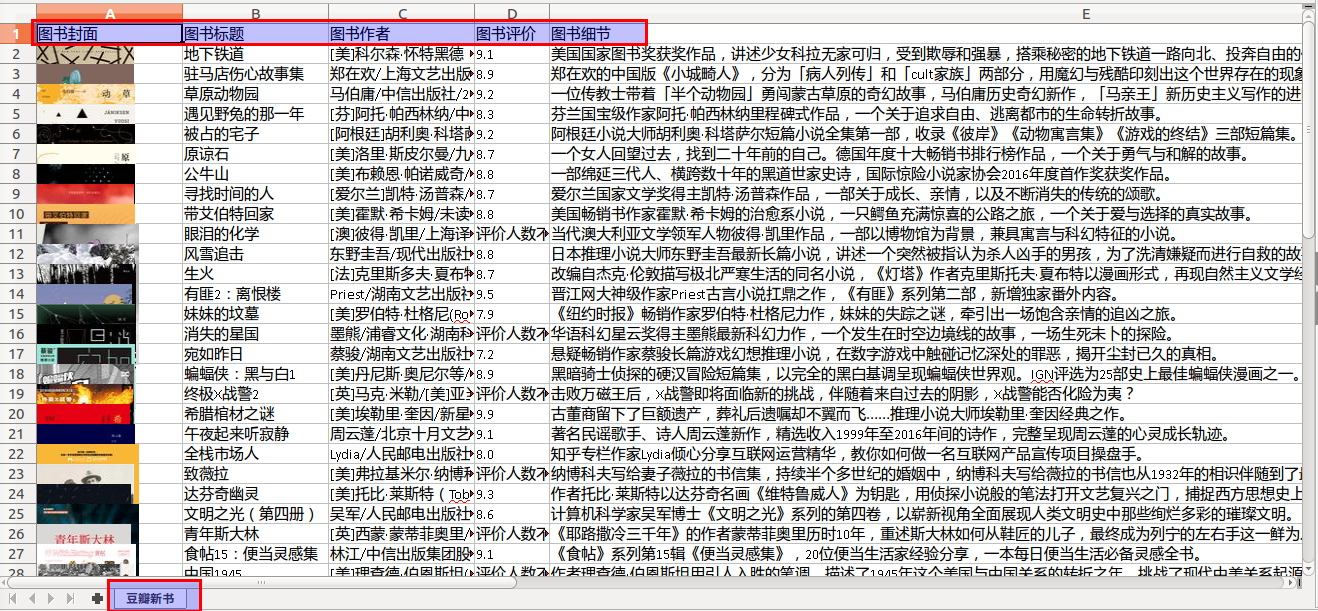 A B C D E
1 图书封面 图书标题 图书作者 图书评价 图书细节
2 地下铁道 [美]科尔森·怀特黑德 9.1 美国国家图书奖获奖作品，讲述少女科拉无家可归，受到欺辱和强暴，搭乘秘密的地下铁道一路向北、投奔自由的
3 驻马店伤心故事集 郑在欢/上海文艺出版 8.9 郑在欢的中国版《小城畸人》，分为「病人列传」和「cult家族」两部分，用魔幻与残酷印刻出这个世界存在的现象
4 草原动物园 马伯庸/中信出版社/2 9.2 一位传教士带着「半个动物园」勇闯蒙古草原的奇幻故事，马伯庸历史奇幻新作，「马亲王」新历史主义写作的进
5 遇见野兔的那一年 [芬]阿托·帕西林纳/中 8.3 芬兰国宝级作家阿托·帕西林纳里程碑式作品，一个关于追求自由、逃离都市的生命转折故事。
6 被占的宅子 [阿根廷]胡利奥·科塔 9.2 阿根廷小说大师胡利奥·科塔萨尔短篇小说全集第一部，收录《彼岸》《动物寓言集》《游戏的终结》三部短篇集。
7 原谅石 [美]洛里·斯皮尔曼/九 8.7 一个女人回望过去，找到二十年前的自己。德国年度十大畅销书排行榜作品，一个关于勇气与和解的故事。
8 公牛山 [美]布赖恩·帕诺威奇/ 8.8 一部绵延三代人、横跨数十年的黑道世家史诗，国际惊险小说家协会2016年度首作奖获奖作品。
9 寻找时间的人 [爱尔兰]凯特·汤普森/ 8.7 爱尔兰国家文学奖得主凯特·汤普森作品，一部关于成长、亲情，以及不断消失的传统的颂歌。
10 带艾伯特回家 [美]霍默·希卡姆/未读 8.8 美国畅销书作家霍默·希卡姆的治愈系小说，一只鳄鱼充满惊喜的公路之旅，一个关于爱与选择的真实故事。
11 眼泪的化学 [澳]彼得·凯里/上海译 评价人数不 当代澳大利亚文学领军人物彼得·凯里作品，一部以博物馆为背景，兼具寓言与科幻特征的小说。
12 风雪追击 东野圭吾/现代出版社 8.8 日本推理小说大师东野圭吾最新长篇小说，讲述一个突然被指认为杀人凶手的男孩，为了洗清嫌疑而进行自救的故
13 生火 [法]克里斯多夫·夏布 8.7 改编自杰克·伦敦描写极北严寒生活的同名小说，《灯塔》作者克里斯托夫·夏布特以漫画形式，再现自然主义文学经
14 有匪2：离恨楼 Priest/湖南文艺出版社 9.5 晋江网大神级作家Priest古言小说扛鼎之作，《有匪》系列第二部，新增独家番外内容。
15 妹妹的坟墓 [美]罗伯特·杜格尼(Ro 7.9 《纽约时报》畅销作家罗伯特·杜格尼力作，妹妹的失踪之谜，牵引出一场饱含亲情的追凶之旅。
16 消失的星国 墨熊/浦睿文化·湖南科 评价人数不 华语科幻星云奖得主墨熊最新科幻力作，一个发生在时空边境线的故事，一场生死未卜的探险。
17 宛如昨日 蔡骏/湖南文艺出版社 7.2 悬疑畅销作家蔡骏长篇游戏幻想推理小说，在数字游戏中触碰记忆深处的罪恶，揭开尘封已久的真相。
18 蝙蝠侠：黑与白1 [美]丹尼斯·奥尼尔等/ 8.9 黑暗骑士侦探的硬汉冒险短篇集，以完全的黑白基调呈现蝙蝠侠世界观。IGN评选为25部史上最佳蝙蝠侠漫画之一。
19 终极X战警2 [英]马克·米勒/[美]亚 评价人数不 击败万磁王后，X战警即将面临新的挑战，伴随着来自过去的阴影，X战警能否化险为夷？
20 希腊棺材之谜 [美]埃勒里·奎因/新星 9.9 古董商留下了巨额遗产，葬礼后遗嘱却不翼而飞……推理小说大师埃勒里·奎因经典之作。
21 午夜起来听寂静 周云蓬/北京十月文艺 9.1 著名民谣歌手、诗人周云蓬新作，精选收入1999年至2016年间的诗作，完整呈现周云蓬的心灵成长轨迹。
22 全栈市场人 Lydia/人民邮电出版社 8.0 知乎专栏作家Lydia倾心分享互联网运营精华，教你如何做一名互联网产品宣传项目操盘手。
23 致薇拉 [美]弗拉基米尔·纳博科 评价人数不 纳博科夫写给妻子薇拉的书信集，持续半个多世纪的婚姻中，纳博科夫写给薇拉的书信也从1932年的相识伴随到了
24 达芬奇幽灵 [美]托比·莱斯特（Tob 9.3 作者托比·莱斯特以达芬奇名画《维特鲁威人》为钥匙，用侦探小说般的笔法打开文艺复兴之门，捕捉西方思想史上
25 文明之光（第四册） 吴军/人民邮电出版社 8.6 计算机科学家吴军博士《文明之光》系列的第四卷，以崭新视角全面展现人类文明史中那些绚烂多彩的璀璨文明。
26 青年斯大林 青年斯大林 [英]西蒙·蒙蒂菲奥里/ 评价人数不 《耶路撒冷三千年》的作者蒙蒂菲奥里历时10年，重述斯大林如何从鞋匠的儿子，最终成为列宁的左右手这一鲜为
27 食帖15：便当灵感集 林江/中信出版集团股 9.1 《食帖》系列第15辑《便当灵感集》，20位便当生活家经验分享，一本每日便当生活必备灵感全书。
28 中国1945 [美]理查德·伯恩斯坦/ 评价人数不 作者理查德·伯恩斯坦用引人入胜的笔调，描述了1945年这个美国与中国关系的转折之年，挑战了现代中美关系起源
豆瓣新书